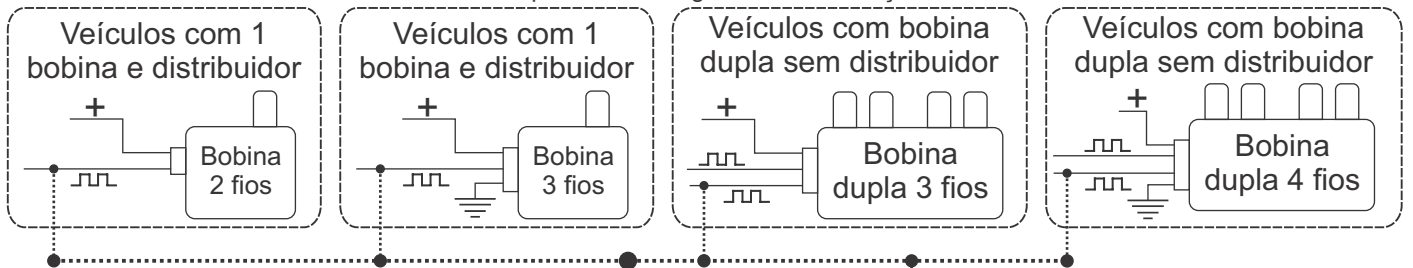 Veículos com 1
bobina e distribuidor
+
Bobina
2 fios
Veículos com 1
bobina e distribuidor
+
Bobina
3 fios
Veículos com bobina
dupla sem distribuidor
+
Bobina
dupla 3 fios
Veículos com bobina
dupla sem distribuidor
+
Bobina
dupla 4 fios